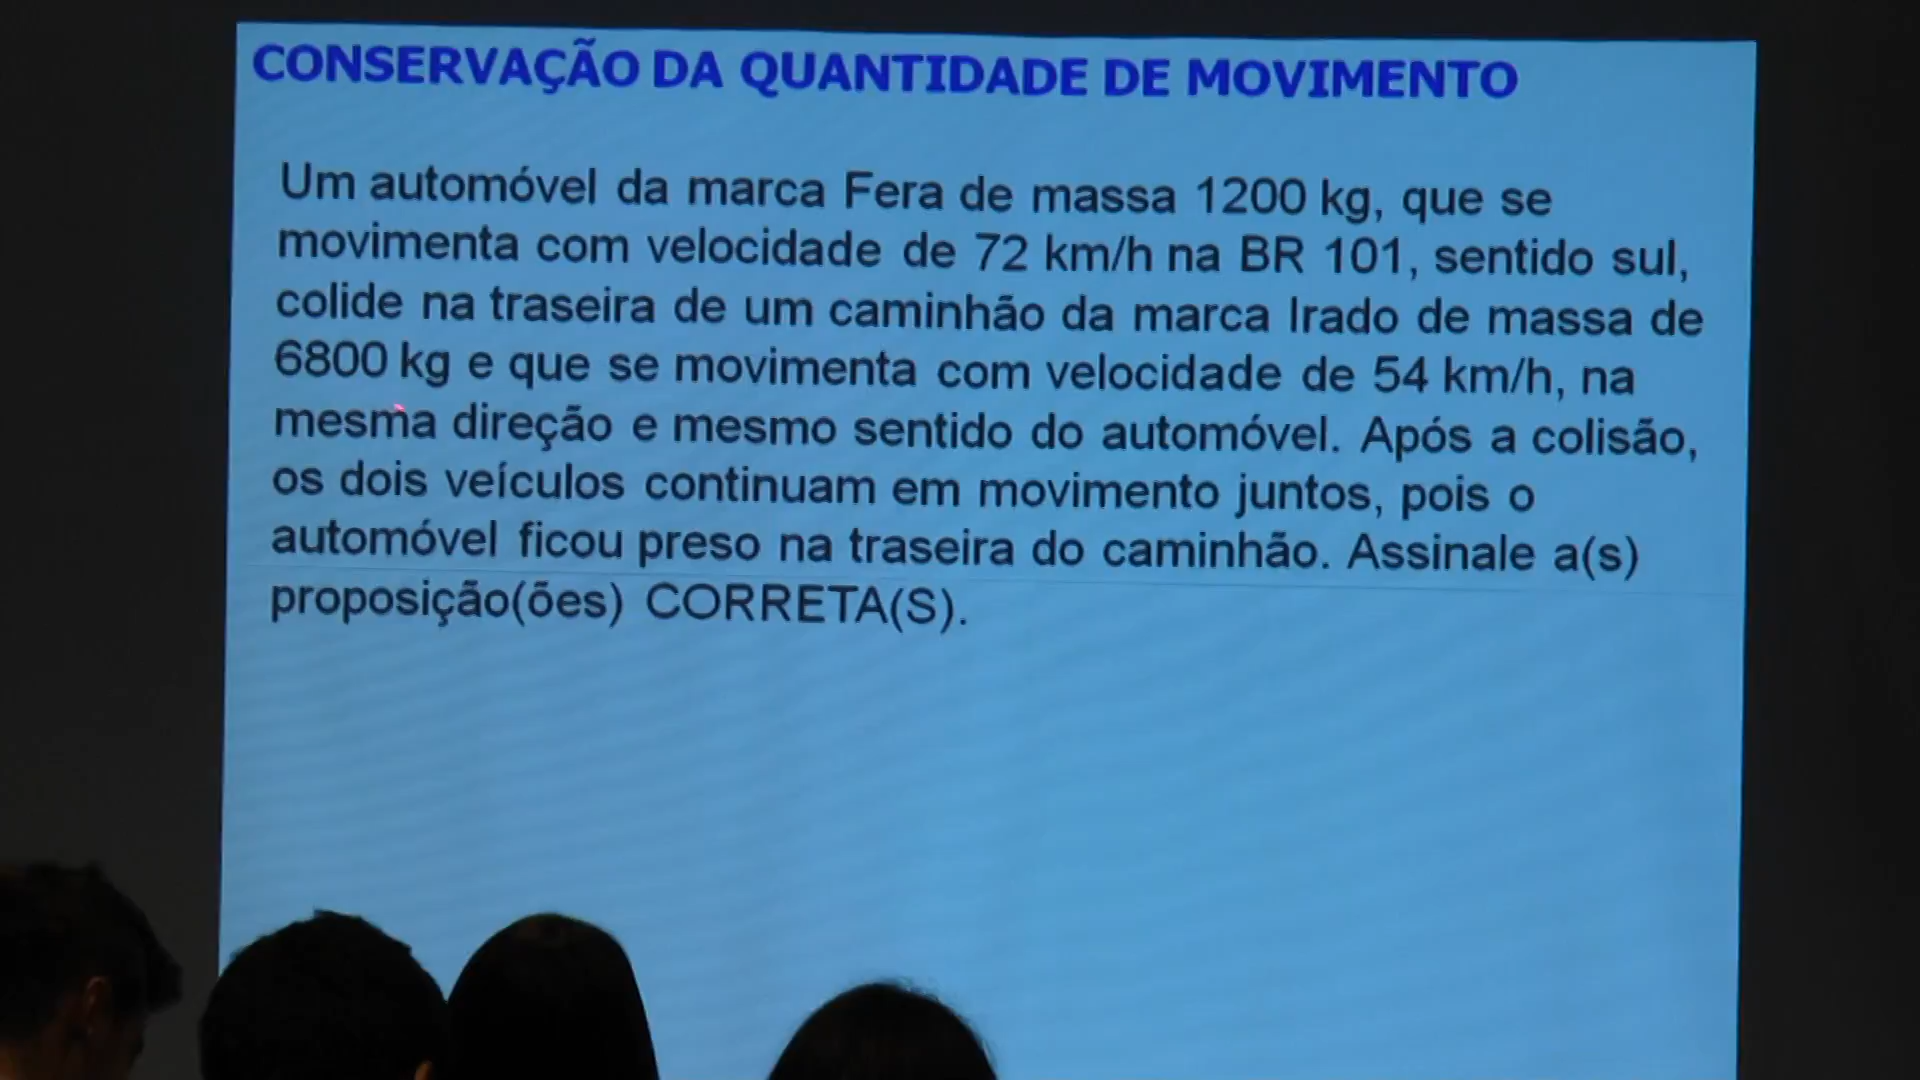 CONSERVAÇÃO DA QUANTIDADE DE MOVIMENTO
Um automóvel da marca Fera de massa 1200 kg, que se
movimenta com velocidade de 72 km/h na BR 101, sentido sul,
colide na traseira de um caminhão da marca Irado de massa de
6800 kg e que se movimenta com velocidade de 54 km/h, na
mesma direção e mesmo sentido do automóvel. Após a colisão,
os dois veículos continuam em movimento juntos, pois o
automóvel ficou preso na traseira do caminhão. Assinale a(s)
proposição(ões) CORRETA(S).